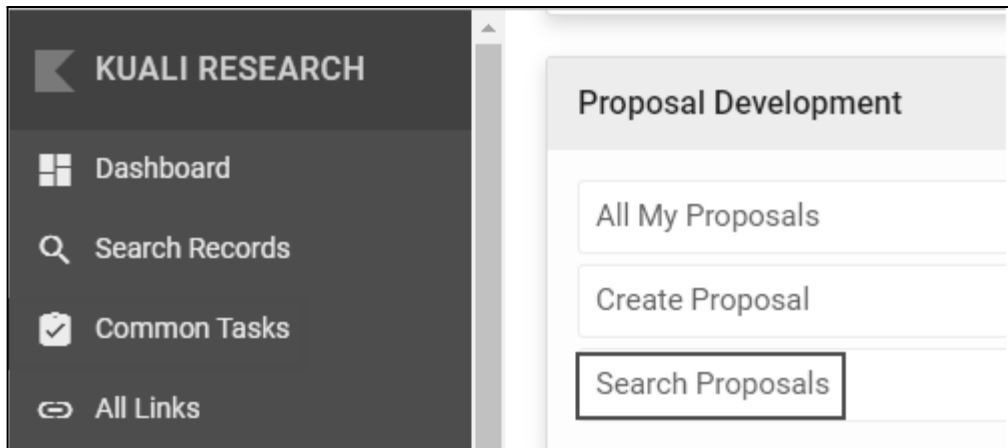 KUALI RESEARCH
Dashboard
Search Records
Common Tasks
All Links
Proposal Development
All My Proposals
Create Proposal
Search Proposals